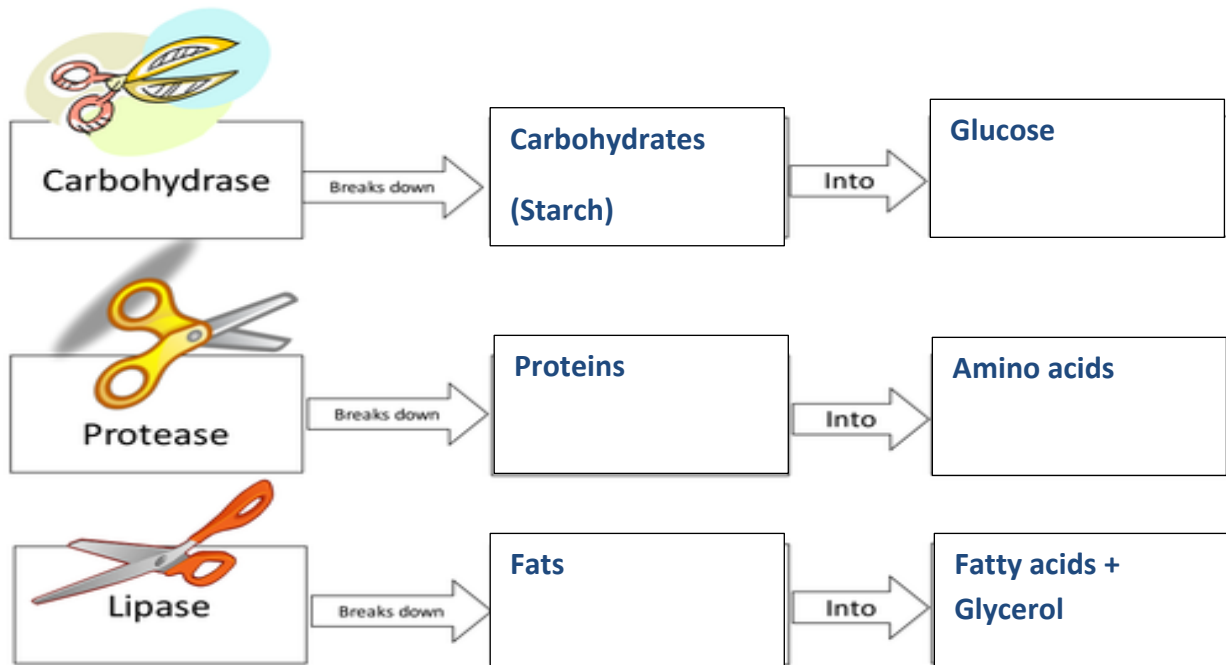 Carbohydrase
Breaks down
Carbohydrates
(Starch)
Into
Glucose
Protease
Breaks down
Proteins
Into
Amino acids
Lipase
Breaks down
Fats
Into
Fatty acids +
Glycerol